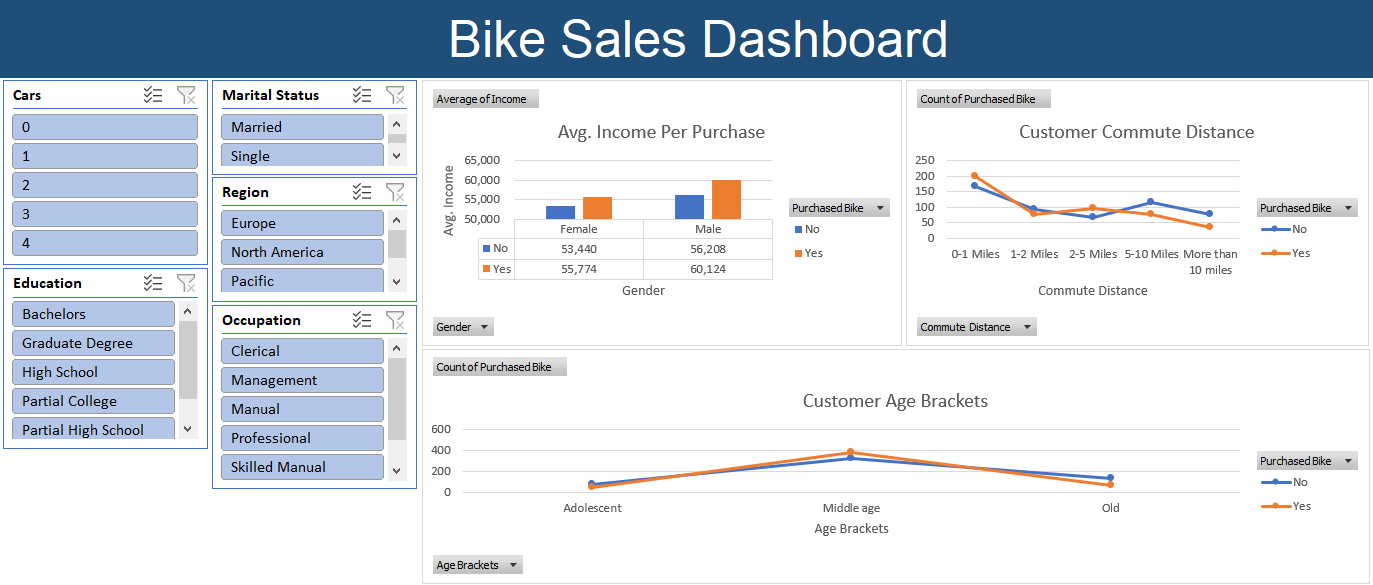 Bike Sales Dashboard
Cars
0
1
2
3
4
Education
Bachelors
Graduate Degree
High School
Partial College
Partial High School
Marital Status
Married
Single
Region
Europe
North America
Pacific
Occupation
Clerical
Management
Manual
Professional
Skilled Manual
Average of Income
Avg. Income Per Purchase
Avg. Income
65,000
60,000
55,000
50,000
Female Male
No 53,440 56,208
Yes 55,774 60,124
Gender
Purchased Bike
No
Yes
Gender
Count of Purchased Bike
Customer Commute Distance
250
200
150
100
50
0
0-1 Miles 1-2 Miles 2-5 Miles 5-10 Miles More than
10 miles
Commute Distance
Purchased Bike
No
Yes
Commute Distance
Count of Purchased Bike
Customer Age Brackets
600
400
200
0
Adolescent Middle age Old
Age Brackets
Purchased Bike
No
Yes
Age Brackets